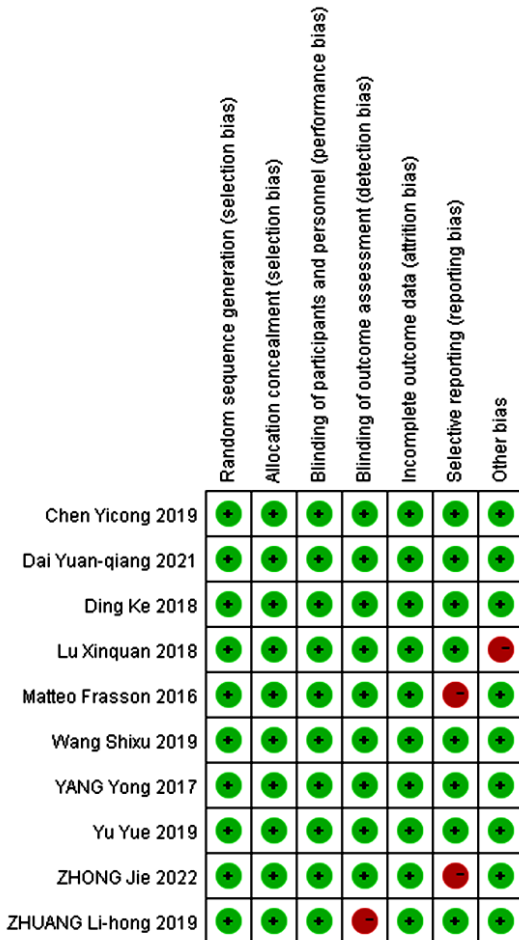 Random sequence generation (selection bias)
Allocation concealment (selection bias)
Blinding of participants and personnel (performance bias)
Blinding of outcome assessment (detection bias)
Incomplete outcome data (attrition bias)
Selective reporting (reporting bias)
Other bias
Chen Yicong 2019 + + + + + + +
Dai Yuan-qiang 2021 + + + + + + +
Ding Ke 2018 + + + + + + +
Lu Xinquan 2018 + + + + + + -
Matteo Frasson 2016 + + + + + - +
Wang Shixu 2019 + + + + + + +
YANG Yong 2017 + + + + + + +
Yu Yue 2019 + + + + + + +
ZHONG Jie 2022 + + + + + - +
ZHUANG Li-hong 2019 + + + - + + +